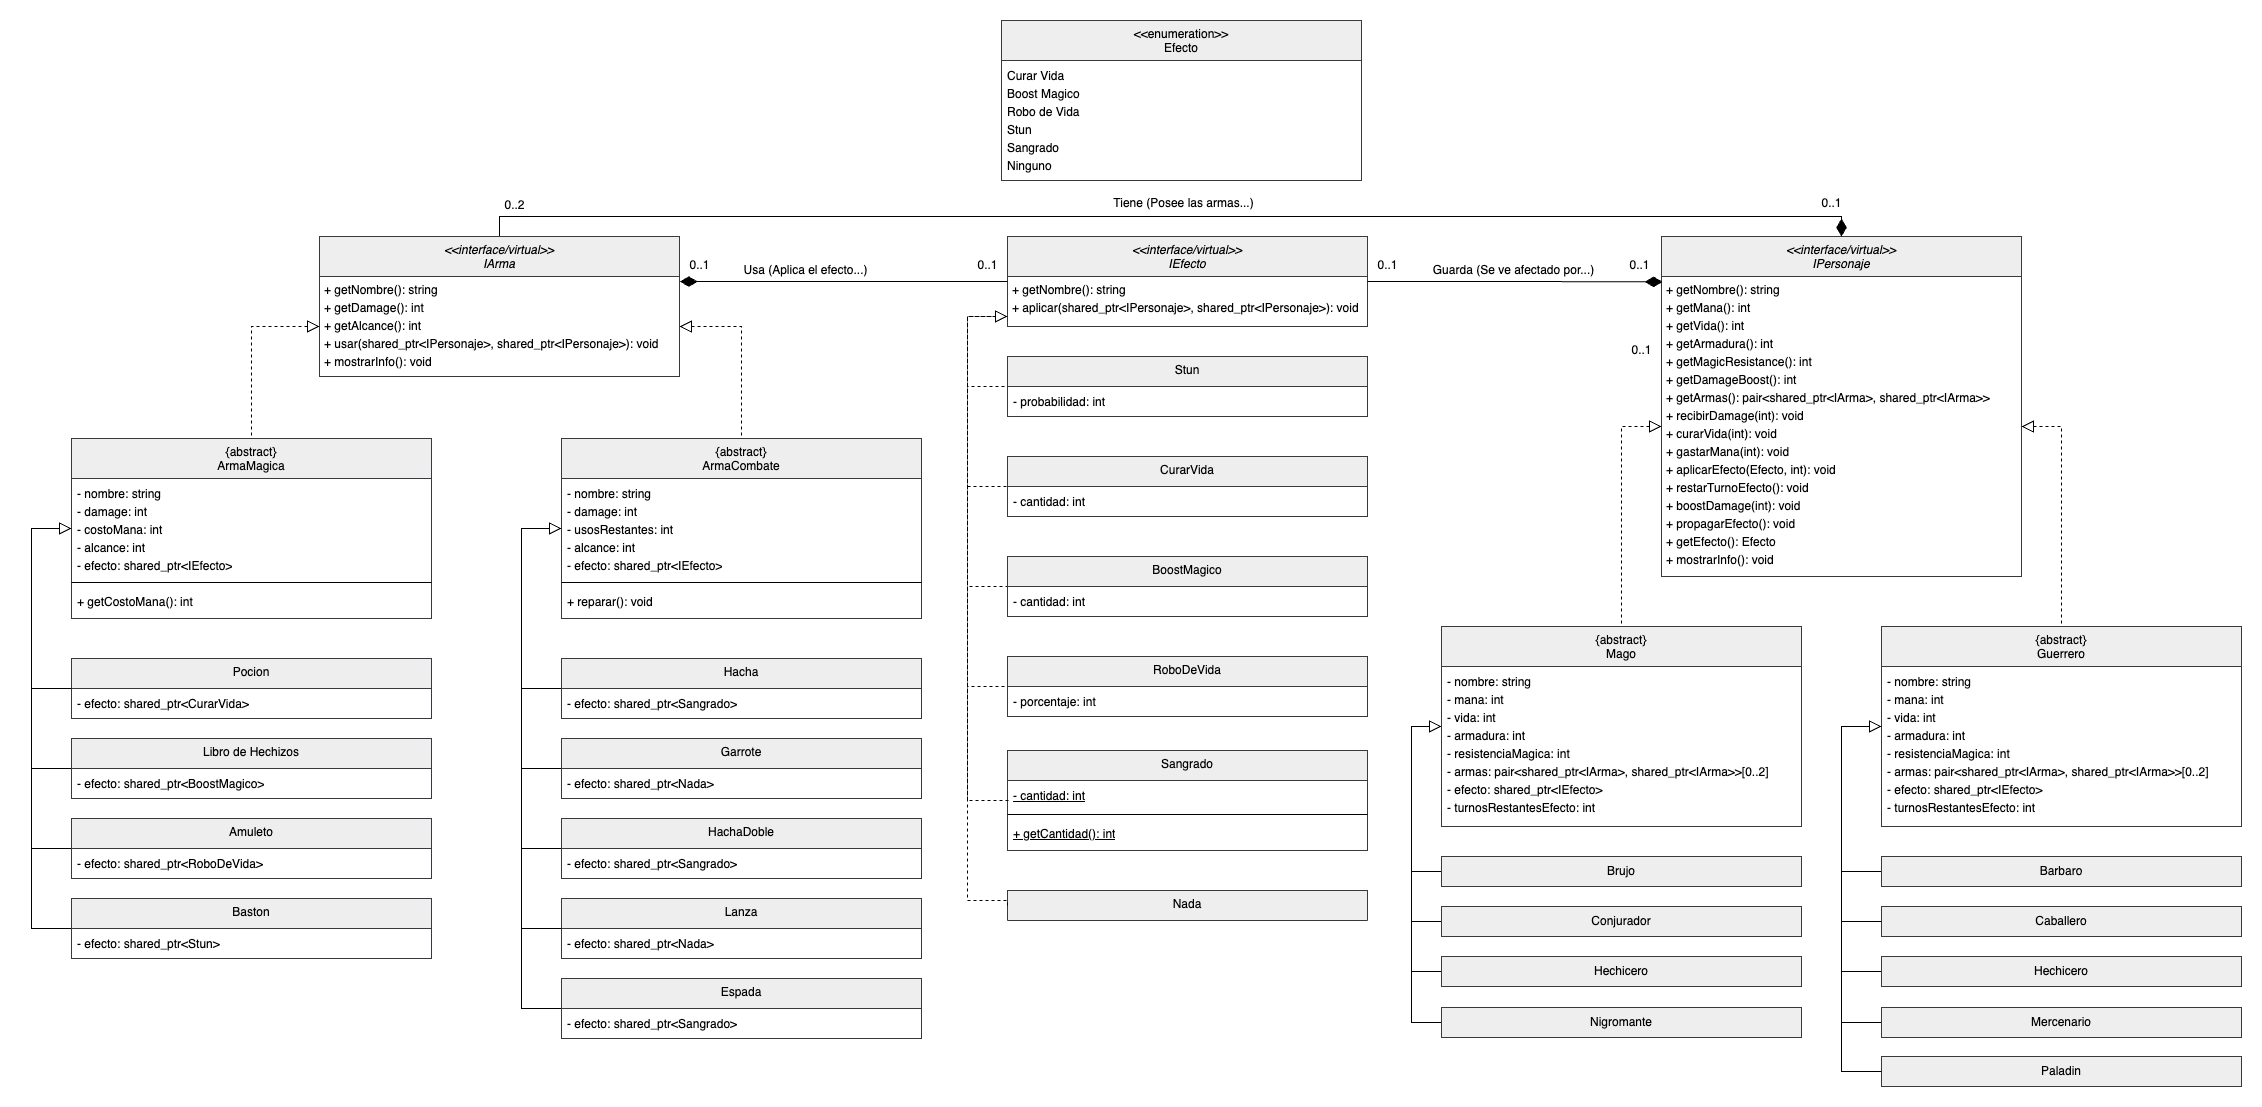 <<enumeration>>
Efecto
Curar Vida
Boost Magico
Robo de Vida
Stun
Sangrado
Ninguno
0..2
Tiene (Posee las armas...)
0..1
<<interface/virtual>>
IArma
+ getNombre(): string
+ getDamage(): int
+ getAlcance(): int
+ usar(shared_ptr<IPersonaje>, shared_ptr<IPersonaje>): void
+ mostrarInfo(): void
0..1
Usa (Aplica el efecto...)
0..1
<<interface/virtual>>
IEfecto
+ getNombre(): string
+ aplicar(shared_ptr<IPersonaje>, shared_ptr<IPersonaje>): void
0..1
Guarda (Se ve afectado por...)
0..1
<<interface/virtual>>
IPersonaje
+ getNombre(): string
+ getMana(): int
+ getVida(): int
+ getArmadura(): int
+ getMagicResistance(): int
+ getDamageBoost(): int
+ getArmas(): pair<shared_ptr<IArma>, shared_ptr<IArma>>
+ recibirDamage(int): void
+ curarVida(int): void
+ gastarMana(int): void
+ aplicarEfecto(Efecto, int): void
+ restarTurnoEfecto(): void
+ boostDamage(int): void
+ propagarEfecto(): void
+ getEfecto(): Efecto
+ mostrarInfo(): void
0..1
{abstract}
ArmaMagica
- nombre: string
- damage: int
- costoMana: int
- alcance: int
- efecto: shared_ptr<IEfecto>
+ getCostoMana(): int
Pocion
- efecto: shared_ptr<CurarVida>
Libro de Hechizos
- efecto: shared_ptr<BoostMagico>
Amuleto
- efecto: shared_ptr<RoboDeVida>
Baston
- efecto: shared_ptr<Stun>
{abstract}
ArmaCombate
- nombre: string
- damage: int
- usosRestantes: int
- alcance: int
- efecto: shared_ptr<IEfecto>
+ reparar(): void
Hacha
- efecto: shared_ptr<Sangrado>
Garrote
- efecto: shared_ptr<Nada>
HachaDoble
- efecto: shared_ptr<Sangrado>
Lanza
- efecto: shared_ptr<Nada>
Espada
- efecto: shared_ptr<Sangrado>
Stun
- probabilidad: int
CurarVida
- cantidad: int
BoostMagico
- cantidad: int
RoboDeVida
- porcentaje: int
Sangrado
- cantidad: int
+ getCantidad(): int
Nada
{abstract}
Mago
- nombre: string
- mana: int
- vida: int
- armadura: int
- resistenciaMagica: int
- armas: pair<shared_ptr<IArma>, shared_ptr<IArma>>[0..2]
- efecto: shared_ptr<IEfecto>
- turnosRestantesEfecto: int
Brujo
Conjurador
Hechicero
Nigromante
{abstract}
Guerrero
- nombre: string
- mana: int
- vida: int
- armadura: int
- resistenciaMagica: int
- armas: pair<shared_ptr<IArma>, shared_ptr<IArma>>[0..2]
- efecto: shared_ptr<IEfecto>
- turnosRestantesEfecto: int
Barbaro
Caballero
Hechicero
Mercenario
Paladin